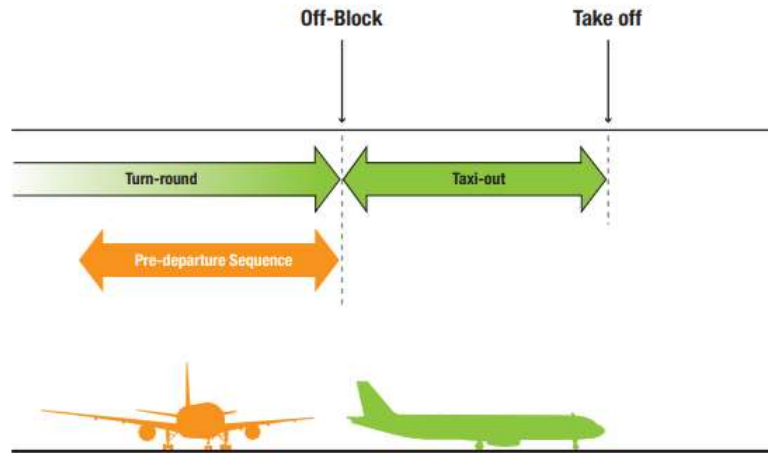 Off-Block
Take off
Turn-round
Taxi-out
Pre-departure Sequence